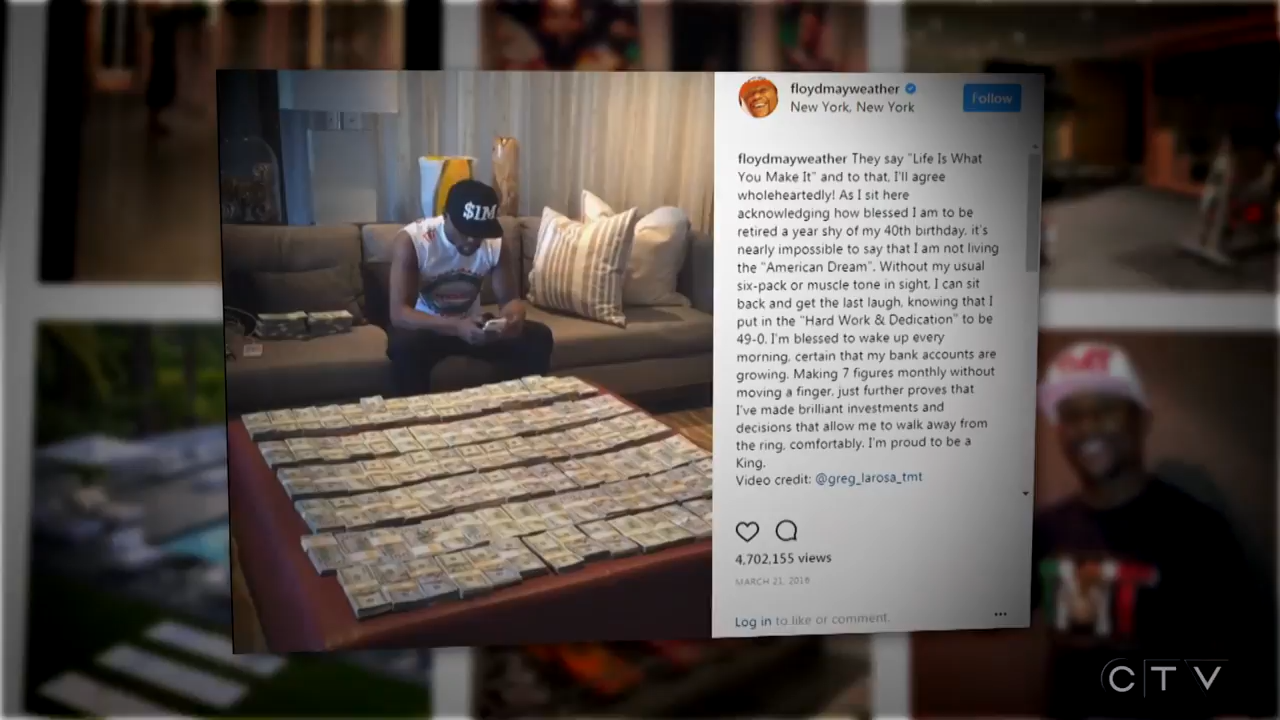 $1M
floydmayweather
New York, New York
Follow
floydmayweather They say "Life Is What
You Make It" and to that, I'll agree
wholeheartedly! As I sit here
acknowledging how blessed I am to be
retired a year shy of my 40th birthday, it's
nearly impossible to say that I am not living
the "American Dream". Without my usual
six-pack or muscle tone in sight, I can sit
back and get the last laugh, knowing that I
put in the "Hard Work & Dedication" to be
49-0. I'm blessed to wake up every
morning, certain that my bank accounts are
growing. Making 7 figures monthly without
moving a finger, just further proves that
I've made brilliant investments and
decisions that allow me to walk away from
the ring, comfortably. I'm proud to be a
King.
Video credit: @greg_larosa_tmt
4,702,155 views
MARCH 21, 2016
Log in to like or comment.
TMT
CTV